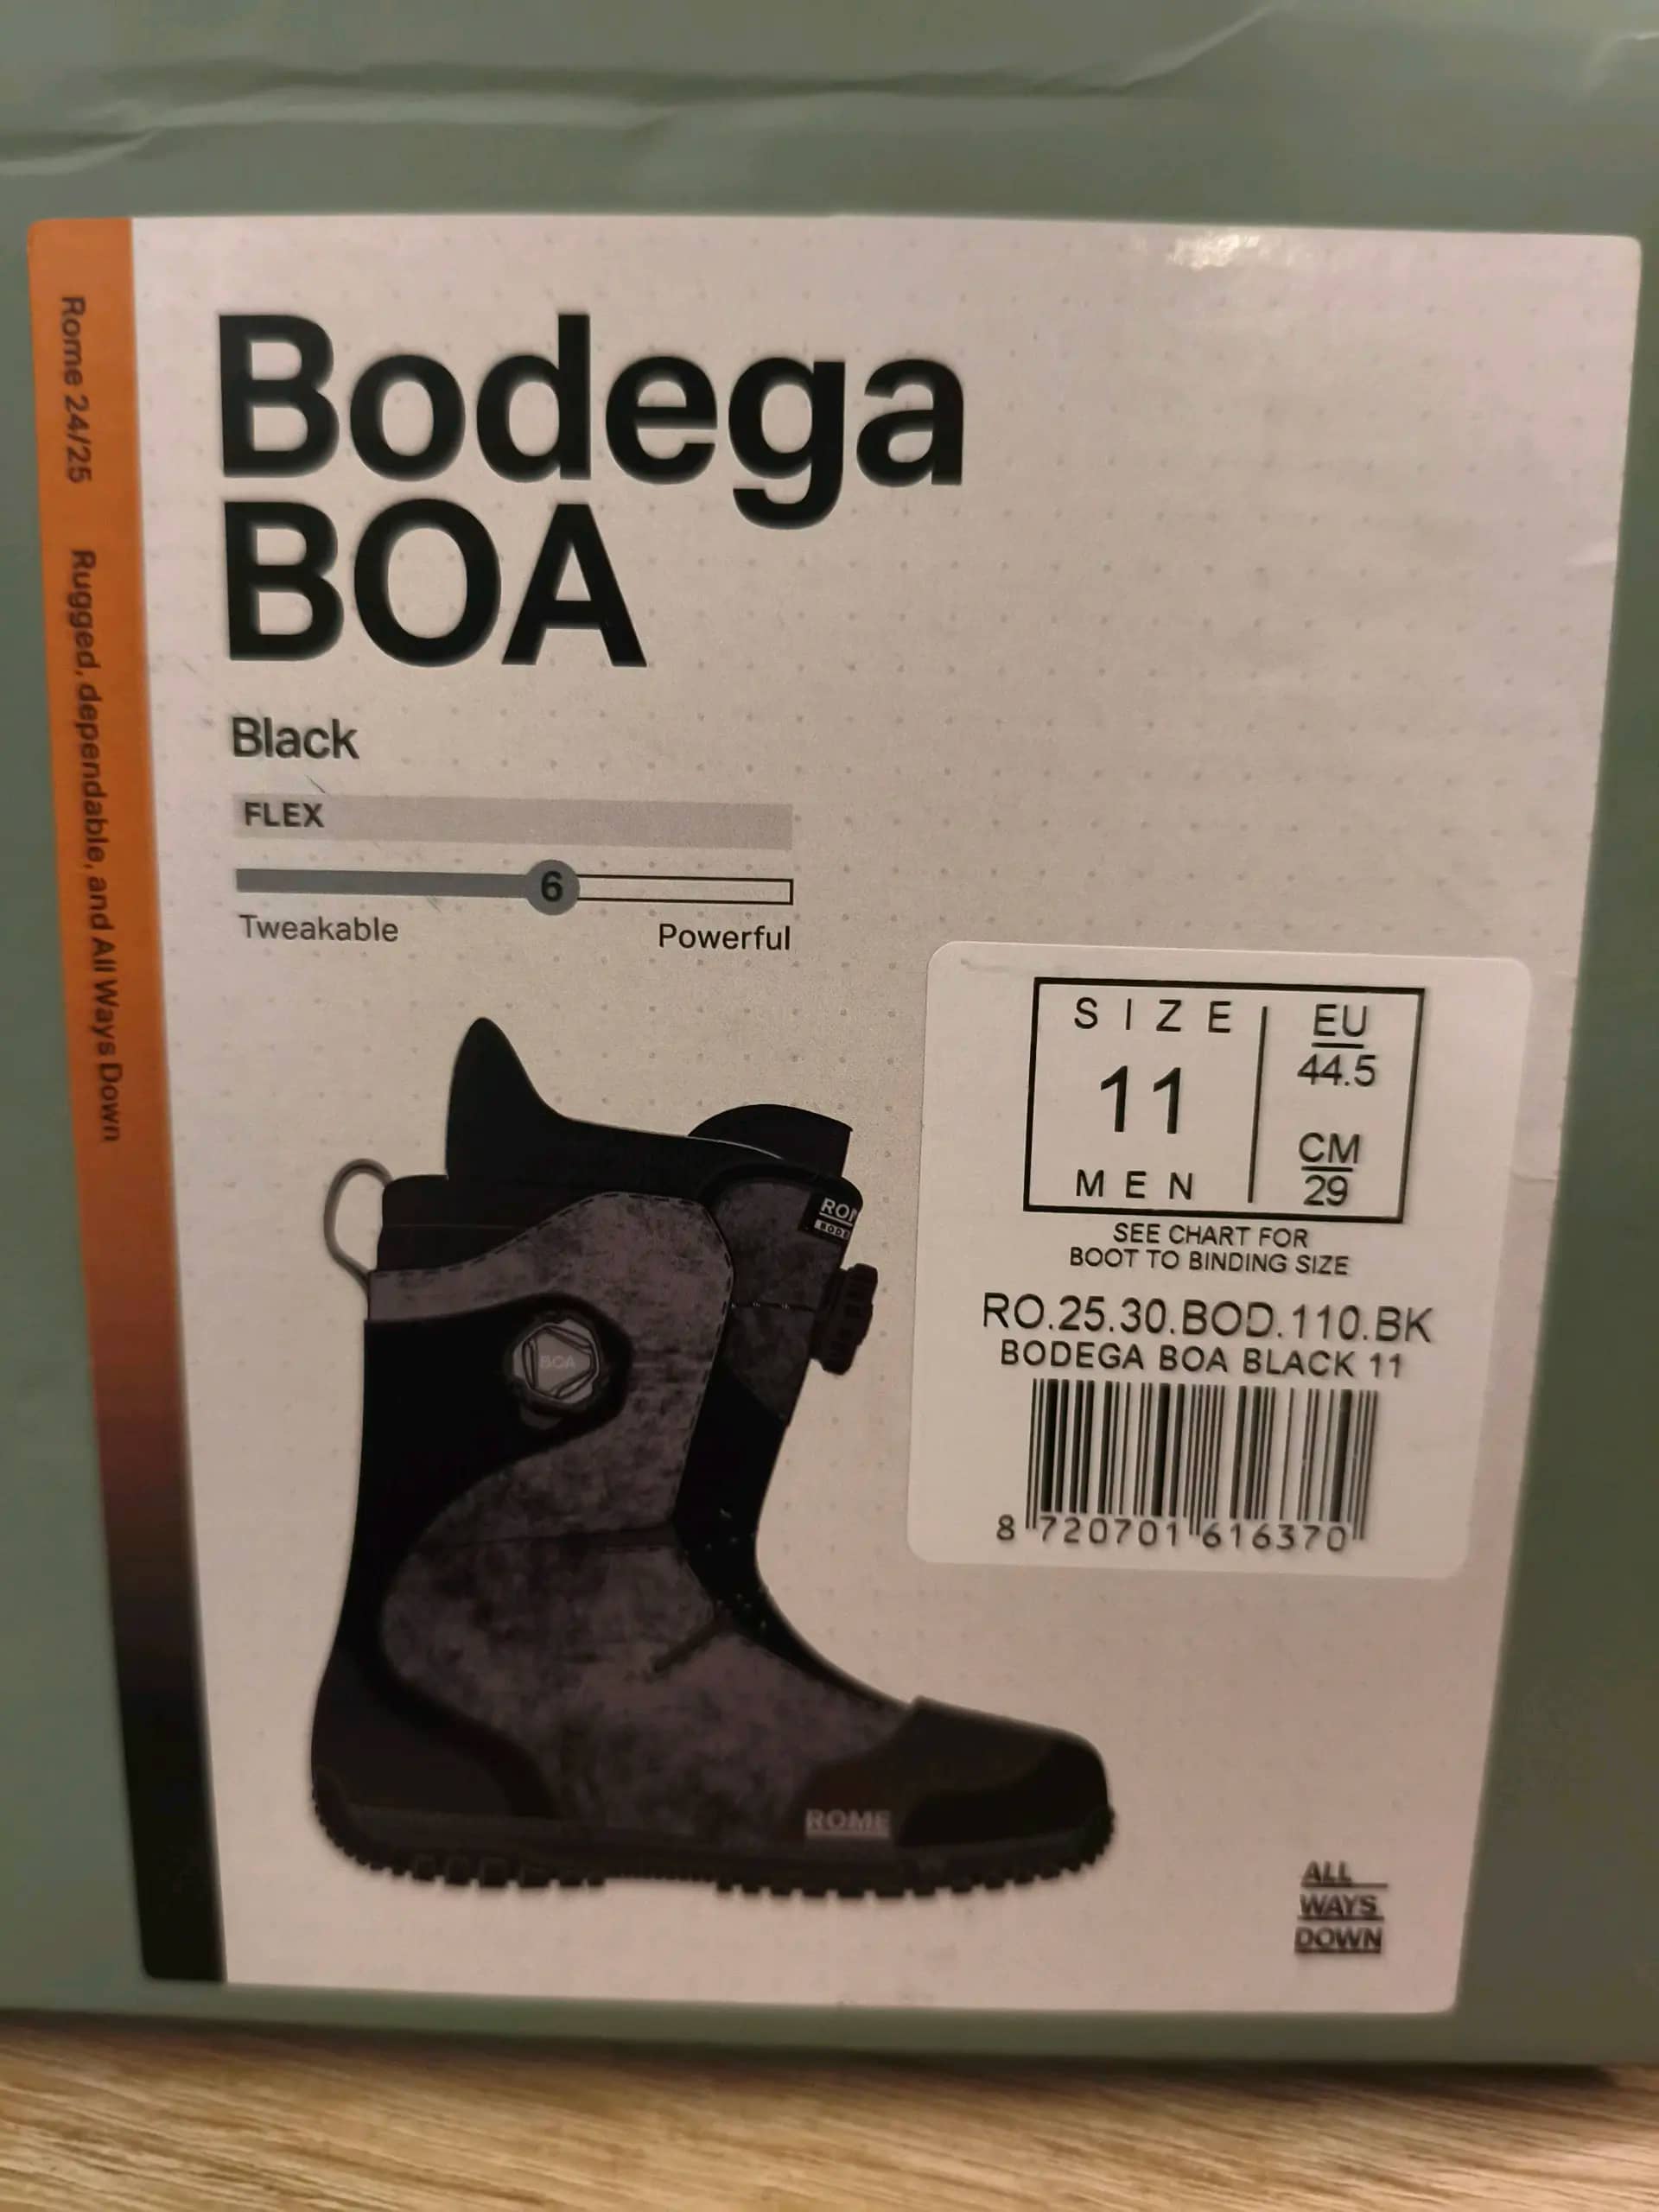 Rome 24/25 Rugged, dependable, and All Ways Down
Bodega
BOA
Black
FLEX
6
Tweakable Powerful
SIZE
11
MEN
EU
44.5
CM
29
SEE CHART FOR
BOOT TO BINDING SIZE
RO.25.30.BOD.110.BK
BODEGA BOA BLACK 11
8 720701 616370
BOA
ROME
ALL
WAYS
DOWN